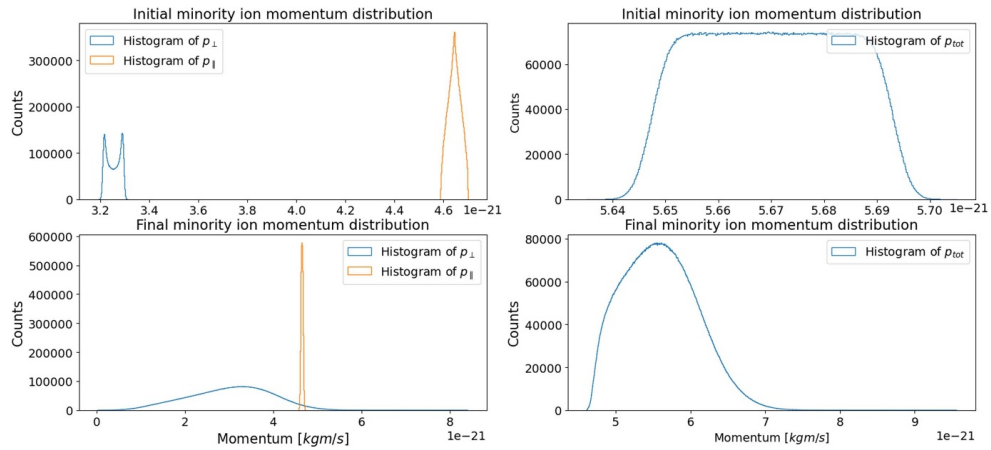 Initial minority ion momentum distribution
Histogram of p⊥
Histogram of p∥
Counts
300000
200000
100000
0
3.2 3.4 3.6 3.8 4.0 4.2 4.4 4.6 1e−21
Initial minority ion momentum distribution
Histogram of ptot
Counts
60000
40000
20000
0
5.64 5.65 5.66 5.67 5.68 5.69 5.70 1e−21
Final minority ion momentum distribution
Histogram of p⊥
Histogram of p∥
Counts
600000
500000
400000
300000
200000
100000
0
0 2 4 6 8
1e−21
Momentum [kgm/s]
Final minority ion momentum distribution
Histogram of ptot
Counts
80000
60000
40000
20000
0
5 6 7 8 9
1e−21
Momentum [kgm/s]